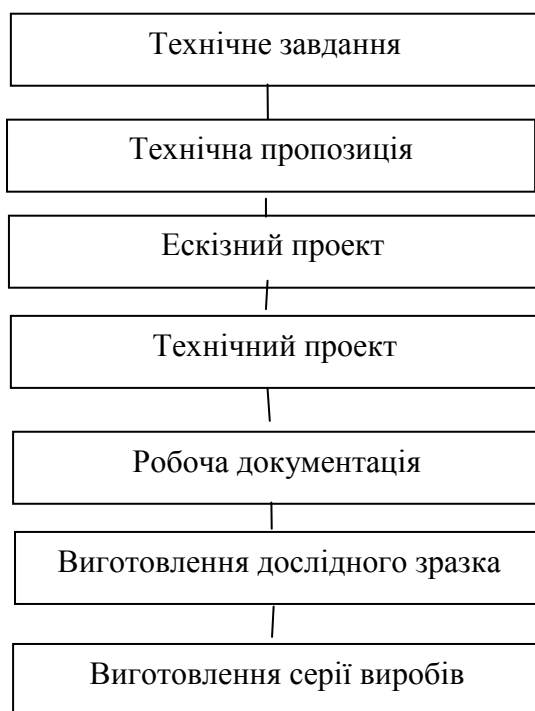 Технічне завдання
Технічна пропозиція
Ескізний проект
Технічний проект
Робоча документація
Виготовлення дослідного зразка
Виготовлення серії виробів